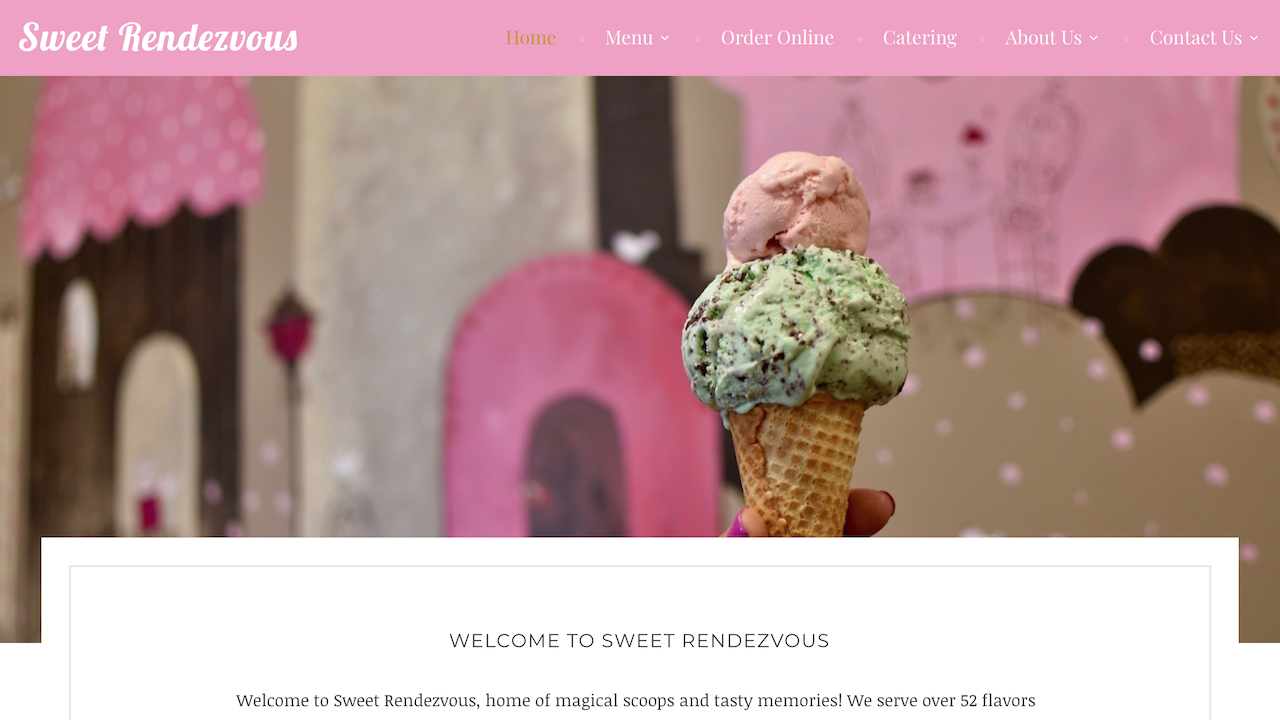 Sweet Rendezvous
Home Menu Order Online Catering About Us Contact Us
WELCOME TO SWEET RENDEZVOUS
Welcome to Sweet Rendezvous, home of magical scoops and tasty memories! We serve over 52 flavors